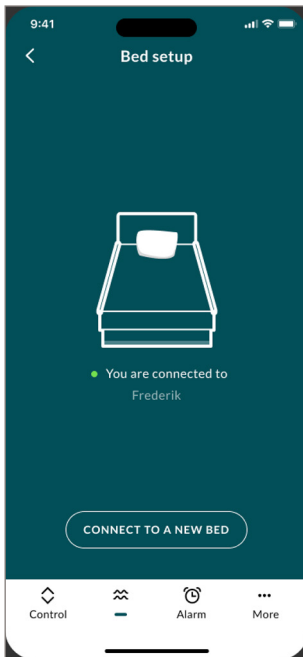 9:41
Bed setup
You are connected to
Frederik
CONNECT TO A NEW BED
Control Alarm More